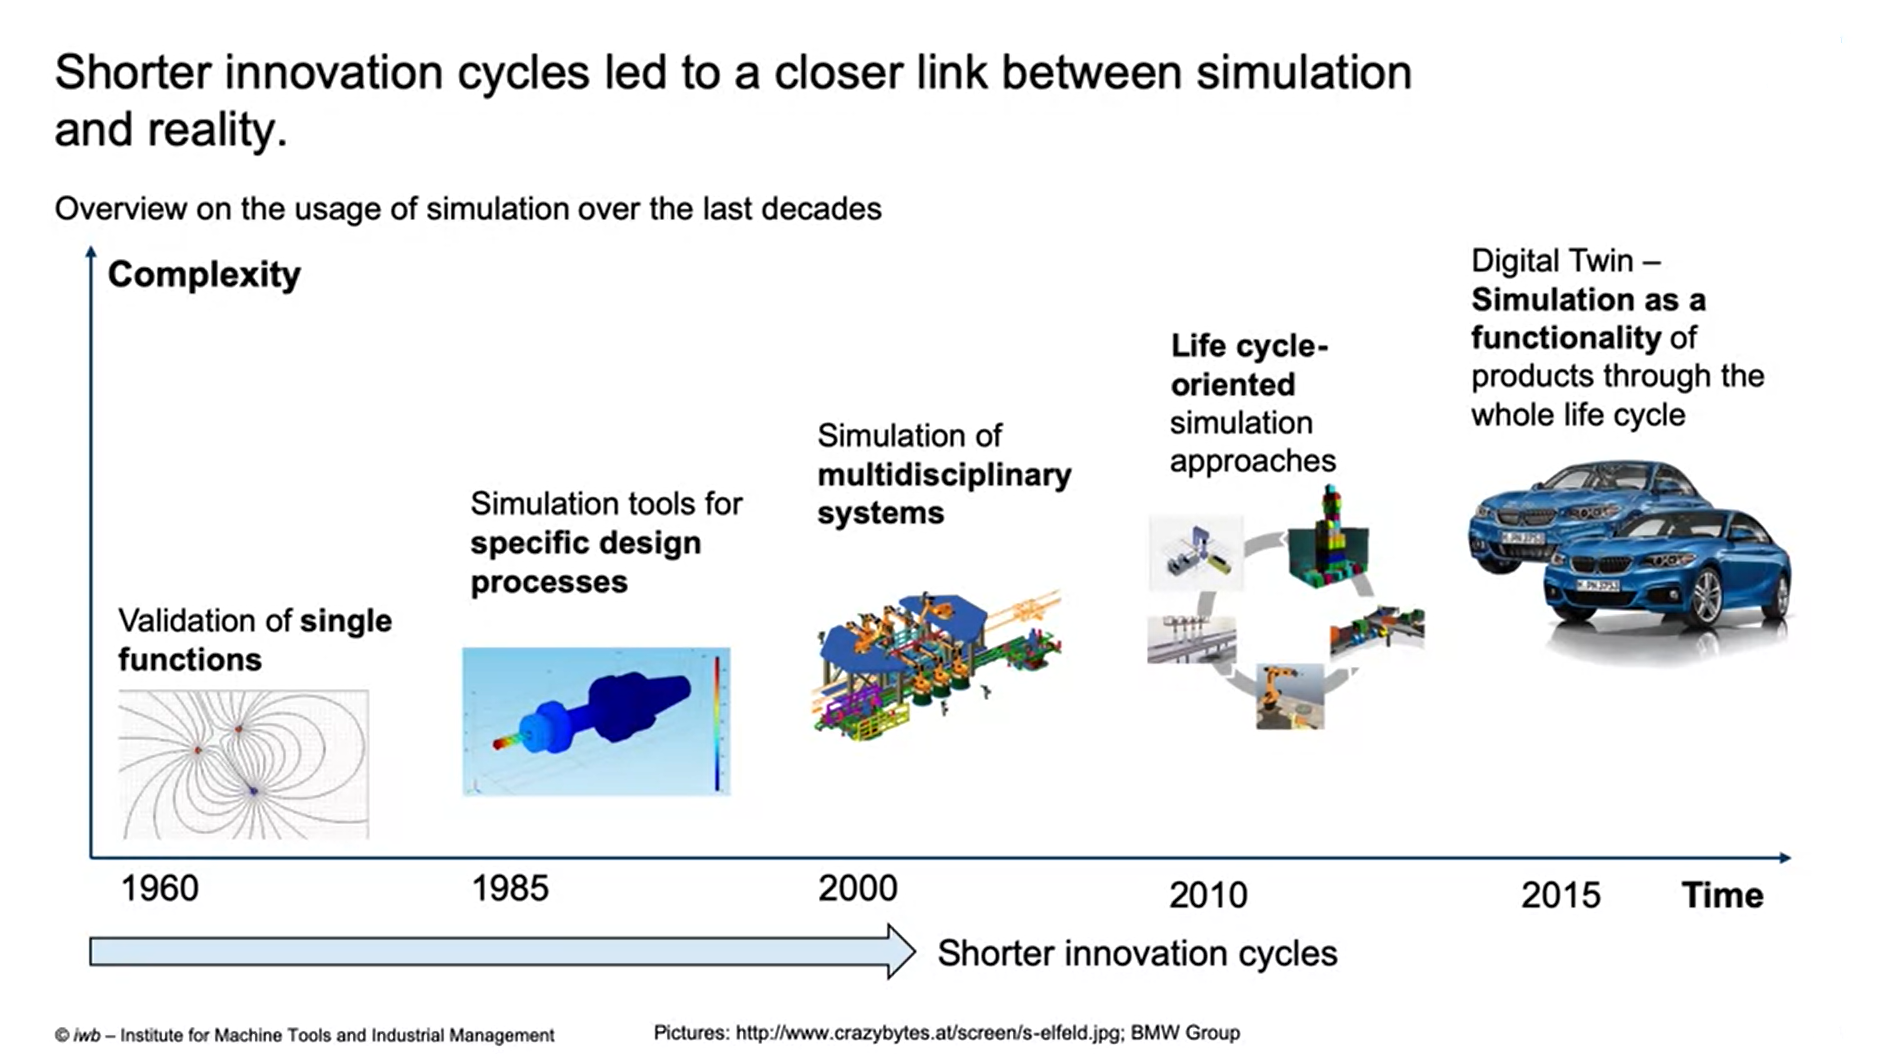 Shorter innovation cycles led to a closer link between simulation
and reality.
Overview on the usage of simulation over the last decades
Complexity
Validation of single
functions
Simulation tools for
specific design
processes
Simulation of
multidisciplinary
systems
Life cycle-
oriented
simulation
approaches
Digital Twin –
Simulation as a
functionality of
products through the
whole life cycle
1960
1985
2000
2010
2015
Time
Shorter innovation cycles
© iwb – Institute for Machine Tools and Industrial Management
Pictures: http://www.crazybytes.at/screen/s-elfeld.jpg; BMW Group